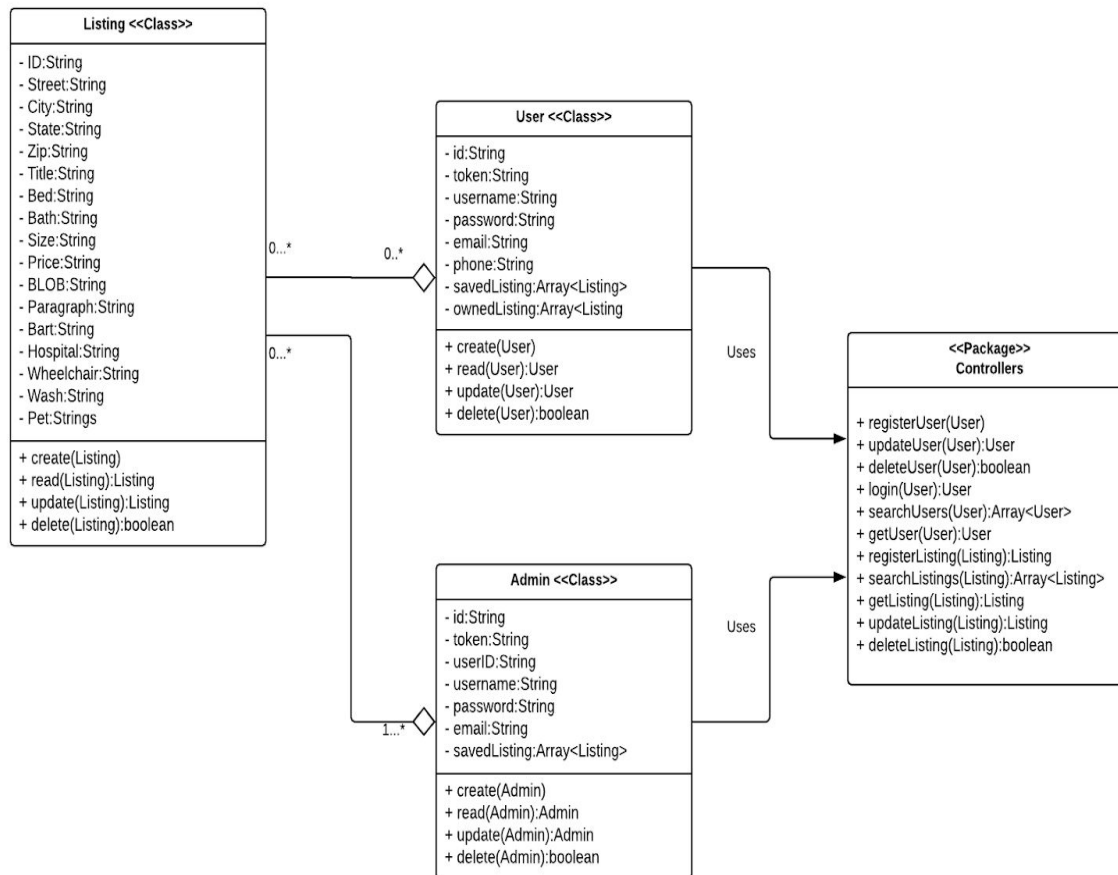 Listing <<Class>>
- ID:String
- Street:String
- City:String
- State:String
- Zip:String
- Title:String
- Bed:String
- Bath:String
- Size:String
- Price:String
- BLOB:String
- Paragraph:String
- Bart:String
- Hospital:String
- Wheelchair:String
- Wash:String
- Pet:Strings
+ create(Listing)
+ read(Listing):Listing
+ update(Listing):Listing
+ delete(Listing):boolean
0...*
0..*
0...*
1...*
User <<Class>>
- id:String
- token:String
- username:String
- password:String
- email:String
- phone:String
- savedListing:Array<Listing>
- ownedListing:Array<Listing
+ create(User)
+ read(User):User
+ update(User):User
+ delete(User):boolean
Admin <<Class>>
- id:String
- token:String
- userID:String
- username:String
- password:String
- email:String
- savedListing:Array<Listing>
+ create(Admin)
+ read(Admin):Admin
+ update(Admin):Admin
+ delete(Admin):boolean
Uses
Uses
<<Package>>
Controllers
+ registerUser(User)
+ updateUser(User):User
+ deleteUser(User):boolean
+ login(User):User
+ searchUsers(User):Array<User>
+ getUser(User):User
+ registerListing(Listing):Listing
+ searchListings(Listing):Array<Listing>
+ getListing(Listing):Listing
+ updateListing(Listing):Listing
+ deleteListing(Listing):boolean